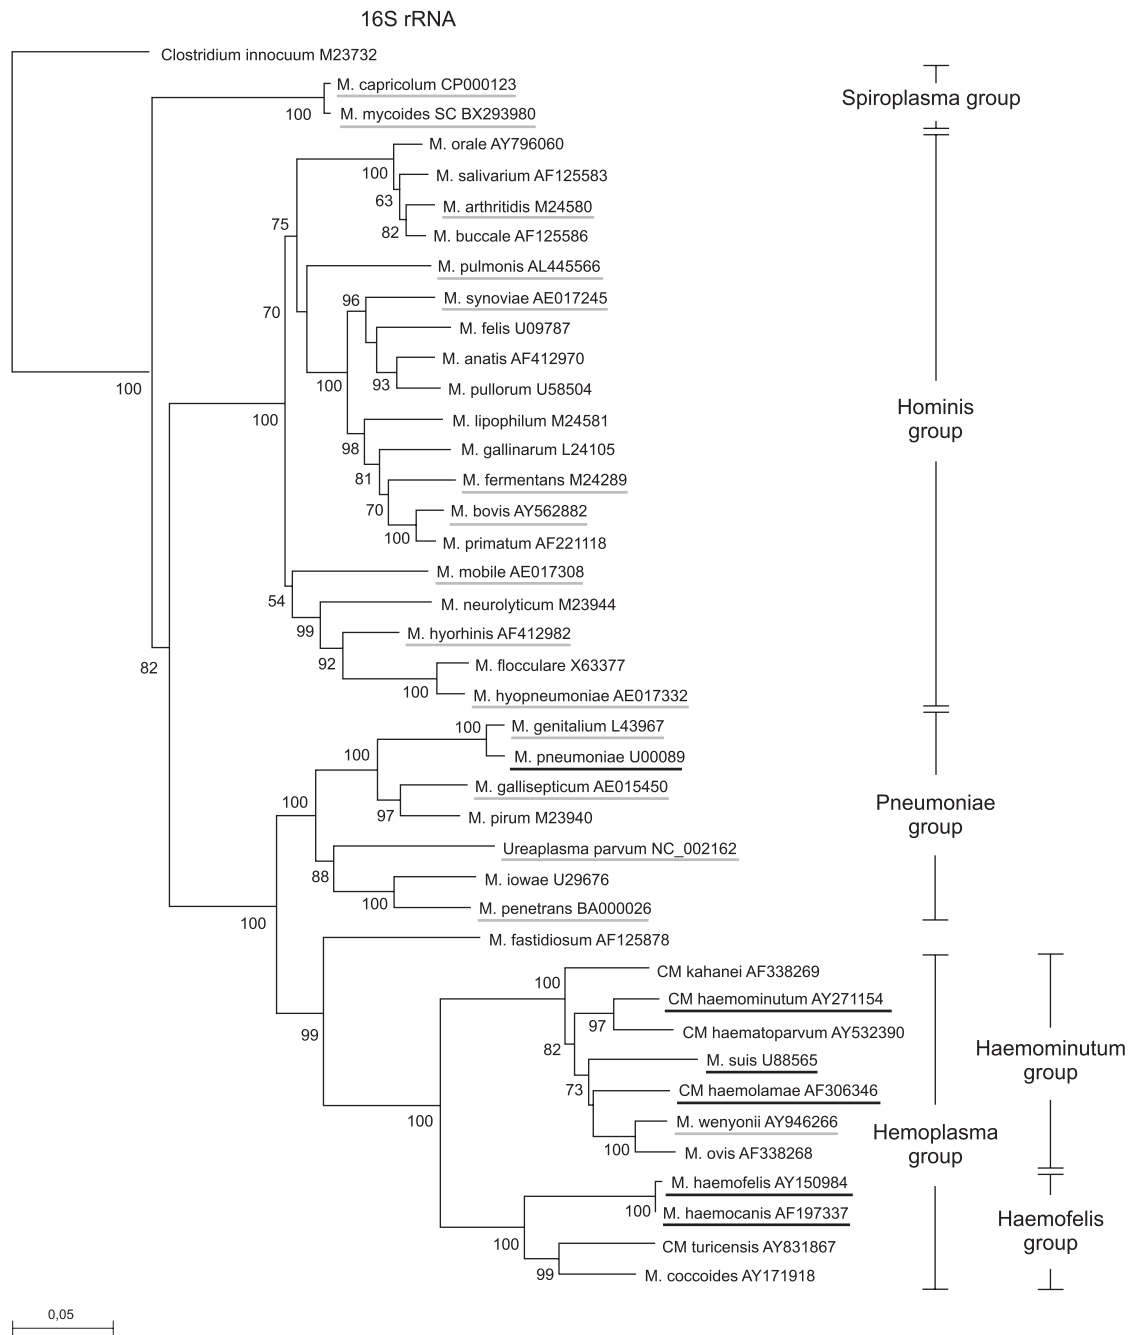 16S rRNA
Clostridium innocuum M23732
M. capricolum CP000123
Spiroplasma group
100
M. mycoides SC BX293980
M. orale AY796060
100
M. salivarium AF125583
63
M. arthritidis M24580
75
82
M. buccale AF125586
M. pulmonis AL445566
96
M. synoviae AE017245
70
M. felis U09787
M. anatis AF412970
100
100
93
M. pullorum U58504
Hominis
group
100
M. lipophilum M24581
98
M. gallinarum L24105
81
M. fermentans M24289
70
M. bovis AY562882
100
M. primatum AF221118
M. mobile AE017308
54
M. neurolyticum M23944
99
M. hyorhinis AF412982
92
M. flocculare X63377
82
100
M. hyopneumoniae AE017332
100
M. genitalium L43967
100
M. pneumoniae U00089
M. gallisepticum AE015450
100
97
M. pirum M23940
Pneumoniae
group
Ureaplasma parvum NC_002162
88
M. iowae U29676
100
M. penetrans BA000026
100
M. fastidiosum AF125878
CM kahanei AF338269
100
CM haemominutum AY271154
97
CM haematoparvum AY532390
99
82
M. suis U88565
Haemominutum
group
73
CM haemolamae AF306346
100
M. wenyonii AY946266
Hemoplasma
group
100
M. ovis AF338268
M. haemofelis AY150984
100
M. haemocanis AF197337
Haemofelis
group
100
CM turicensis AY831867
99
M. coccoides AY171918
0,05